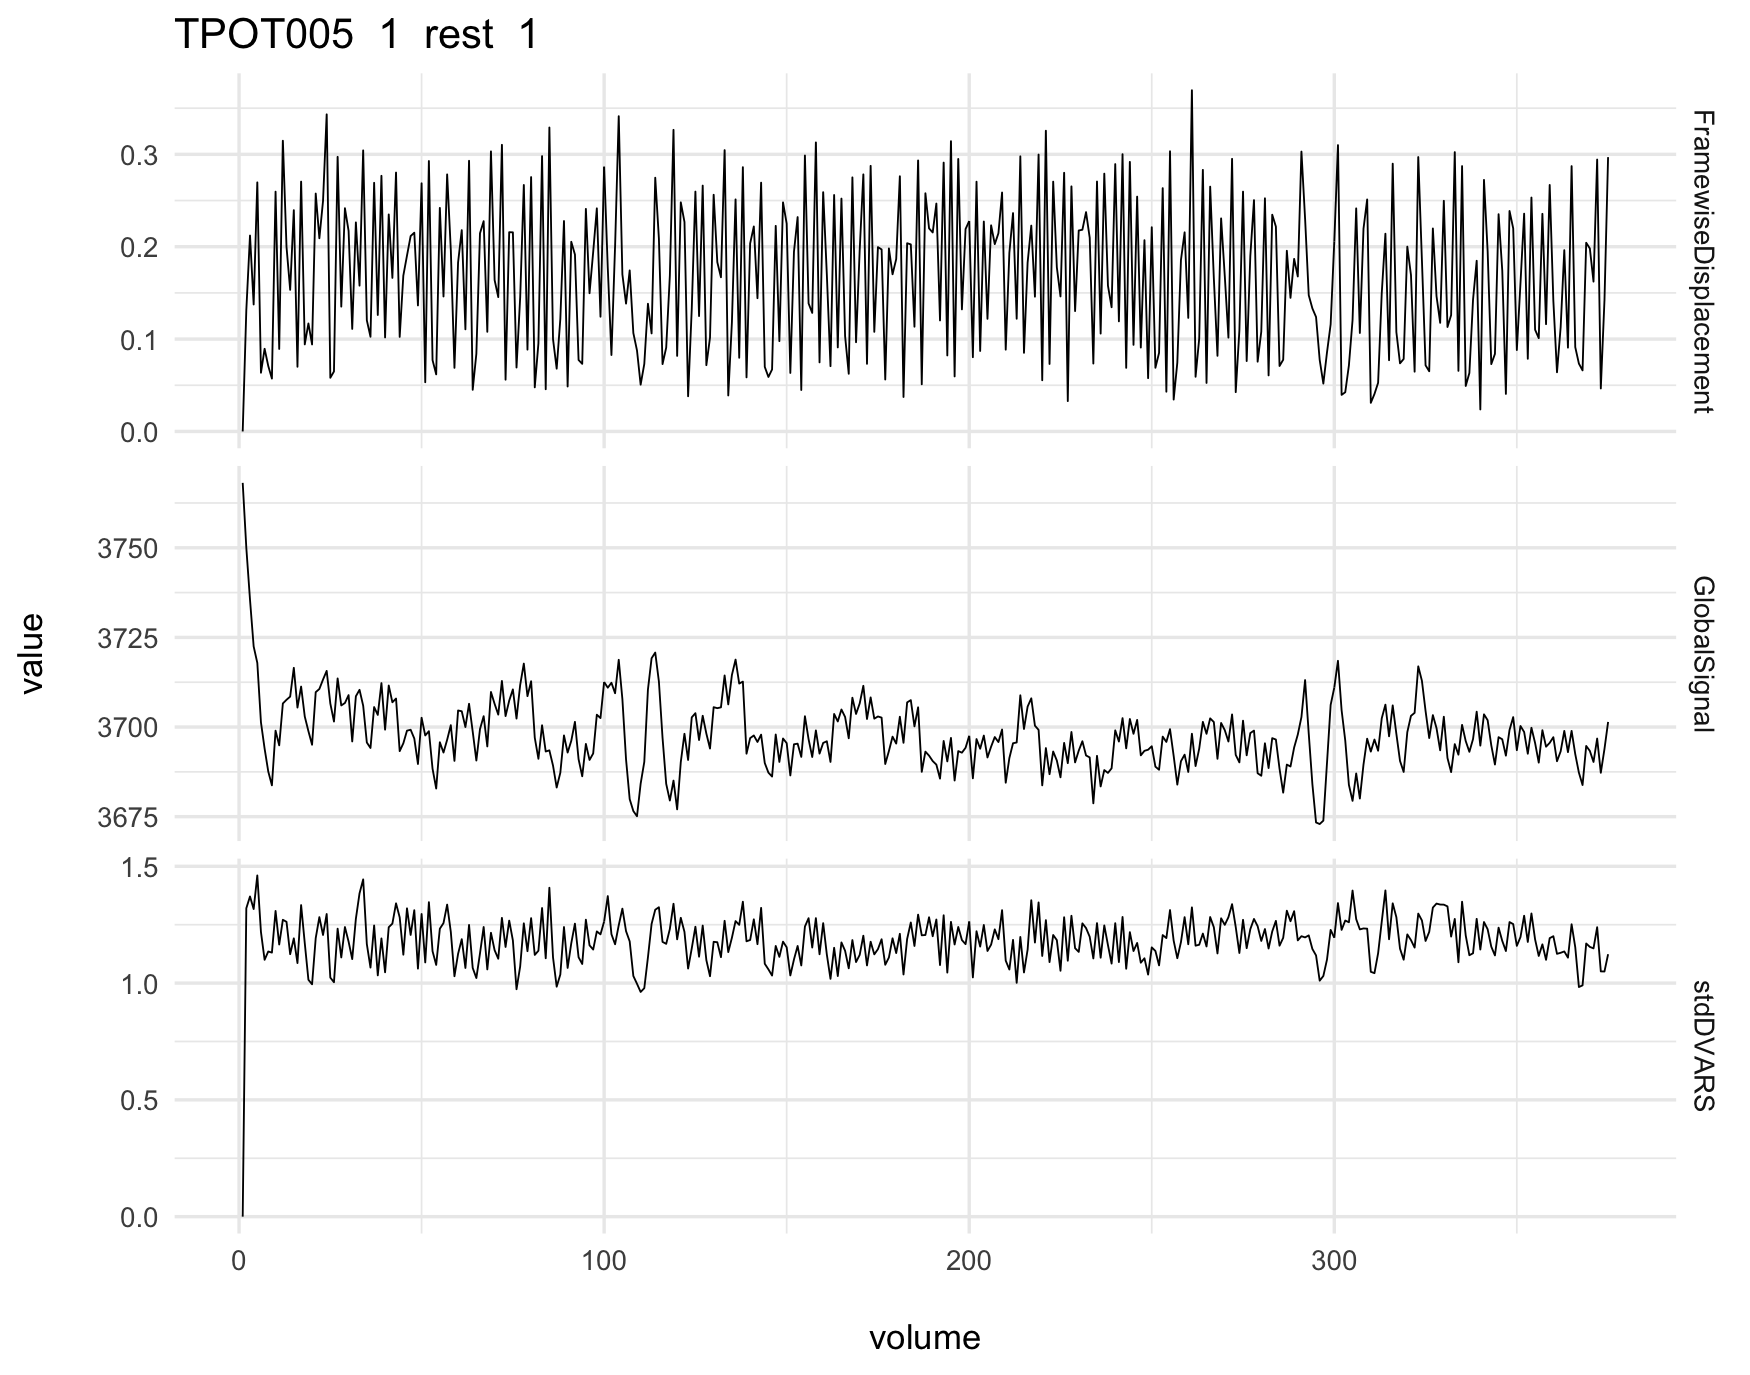 TPOT005 1 rest 1
0.3
0.2
0.1
0.0
FramewiseDisplacement
3750
3725
3700
3675
GlobalSignal
value
1.5
1.0
0.5
0.0
stdDVARS
0 100 200 300
volume